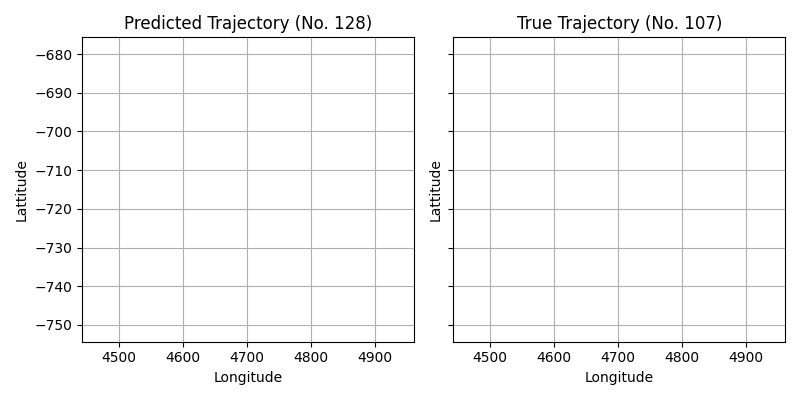 Predicted Trajectory (No. 128)
True Trajectory (No. 107)
−680
−690
−700
−710
−720
−730
−740
−750
Lattitude
Lattitude
4500 4600 4700 4800 4900
4500 4600 4700 4800 4900
Longitude
Longitude